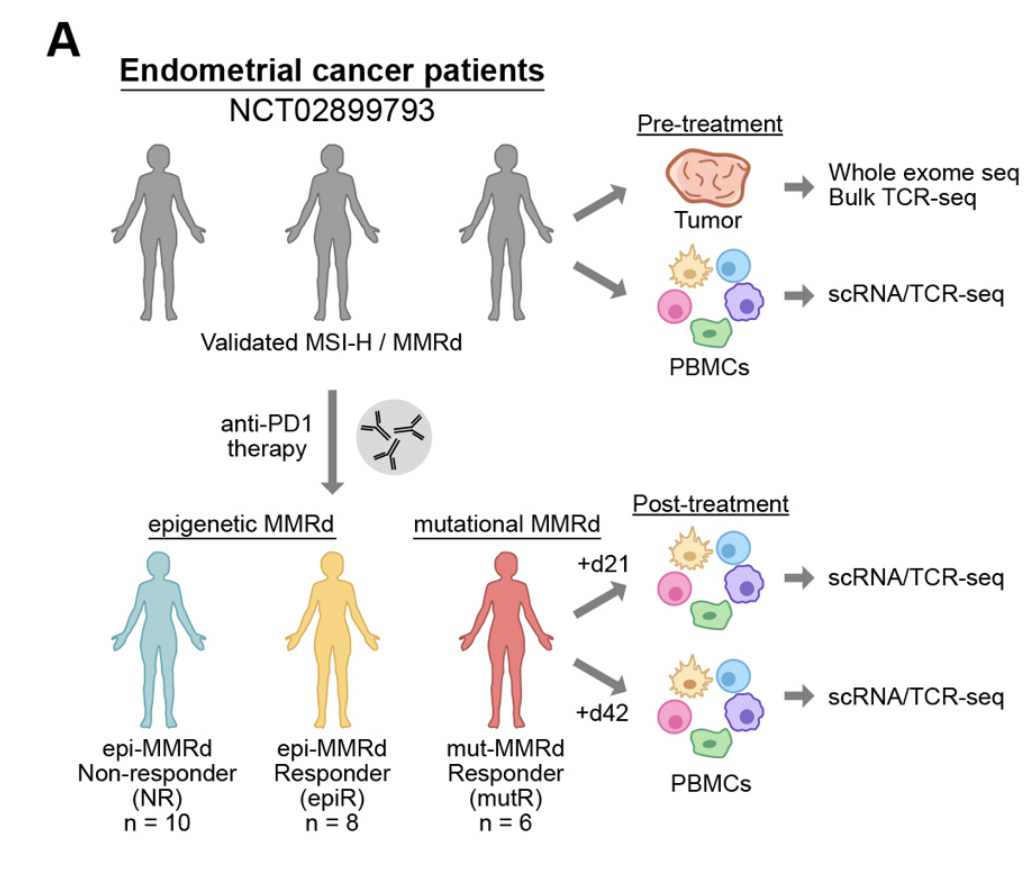 A
Endometrial cancer patients
NCT02899793
Pre-treatment
Tumor
Whole exome seq
Bulk TCR-seq
scRNA/TCR-seq
PBMCs
Validated MSI-H / MMRd
anti-PD1
therapy
epigenetic MMRd
mutational MMRd
Post-treatment
+d21
scRNA/TCR-seq
+d42
scRNA/TCR-seq
PBMCs
epi-MMRd
Non-responder
(NR)
n = 10
epi-MMRd
Responder
(epiR)
n = 8
mut-MMRd
Responder
(mutR)
n = 6